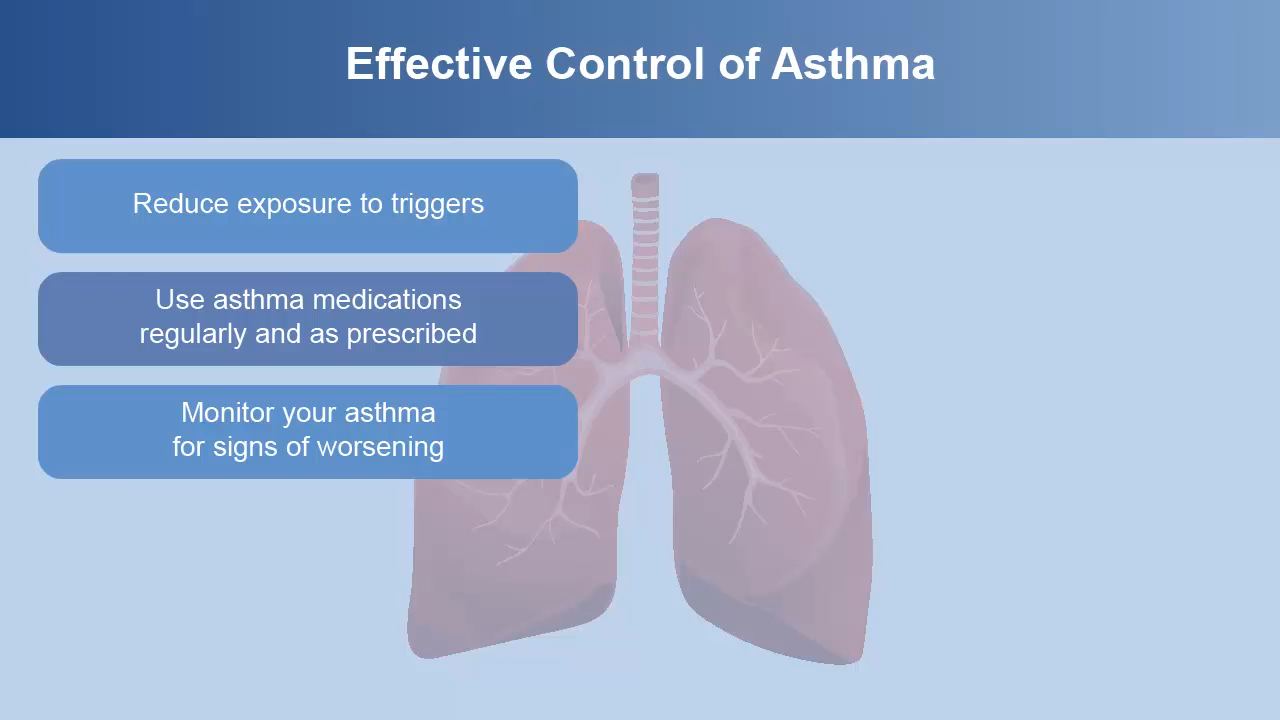 Effective Control of Asthma
Reduce exposure to triggers
Use asthma medications
regularly and as prescribed
Monitor your asthma
for signs of worsening